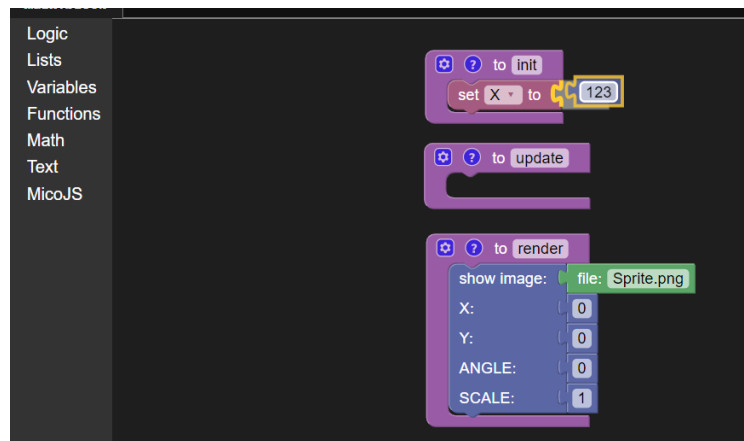 Logic
Lists
Variables
Functions
Math
Text
MicoJS
? to init
set X to 123
? to update
? to render
show image: file: Sprite.png
X: 0
Y: 0
ANGLE: 0
SCALE: 1